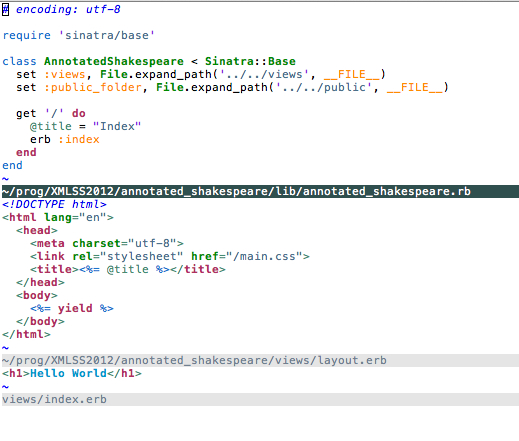 # encoding: utf-8

require 'sinatra/base'

class AnnotatedShakespeare < Sinatra::Base
  set :views, File.expand_path('../../views', __FILE__)
  set :public_folder, File.expand_path('../../public', __FILE__)

  get '/' do
    @title = "Index"
    erb :index
  end
end
~
~/prog/XMLSS2012/annotated_shakespeare/lib/annotated_shakespeare.rb
<!DOCTYPE html>
<html lang="en">
  <head>
    <meta charset="utf-8">
    <link rel="stylesheet" href="/main.css">
    <title><%= @title %></title>
  </head>
  <body>
    <%= yield %>
  </body>
</html>
~
~/prog/XMLSS2012/annotated_shakespeare/views/layout.erb
<h1>Hello World</h1>
~
views/index.erb